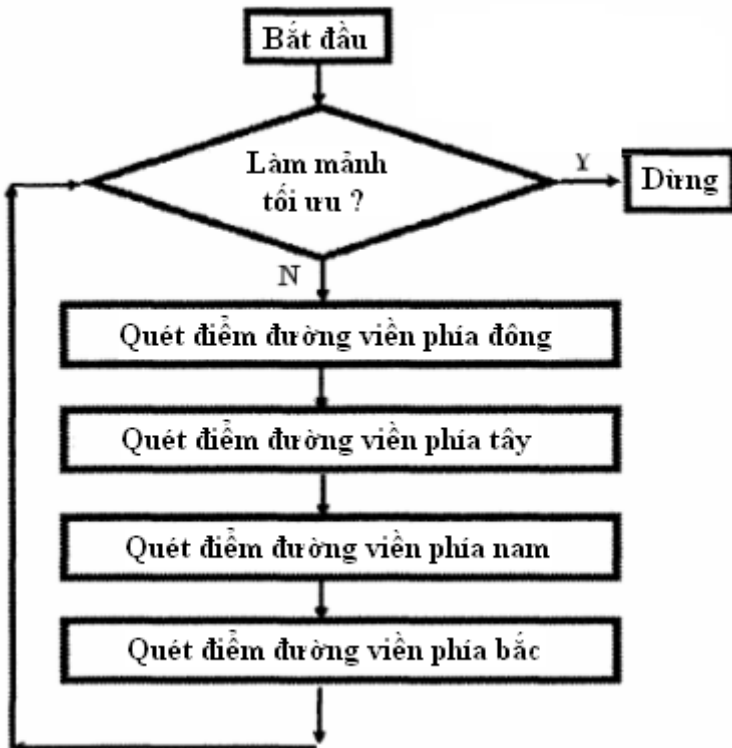 Bắt đầu
Làm mảnh
tối ưu ?
Y
Dừng
N
Quét điểm đường viền phía đông
Quét điểm đường viền phía tây
Quét điểm đường viền phía nam
Quét điểm đường viền phía bắc